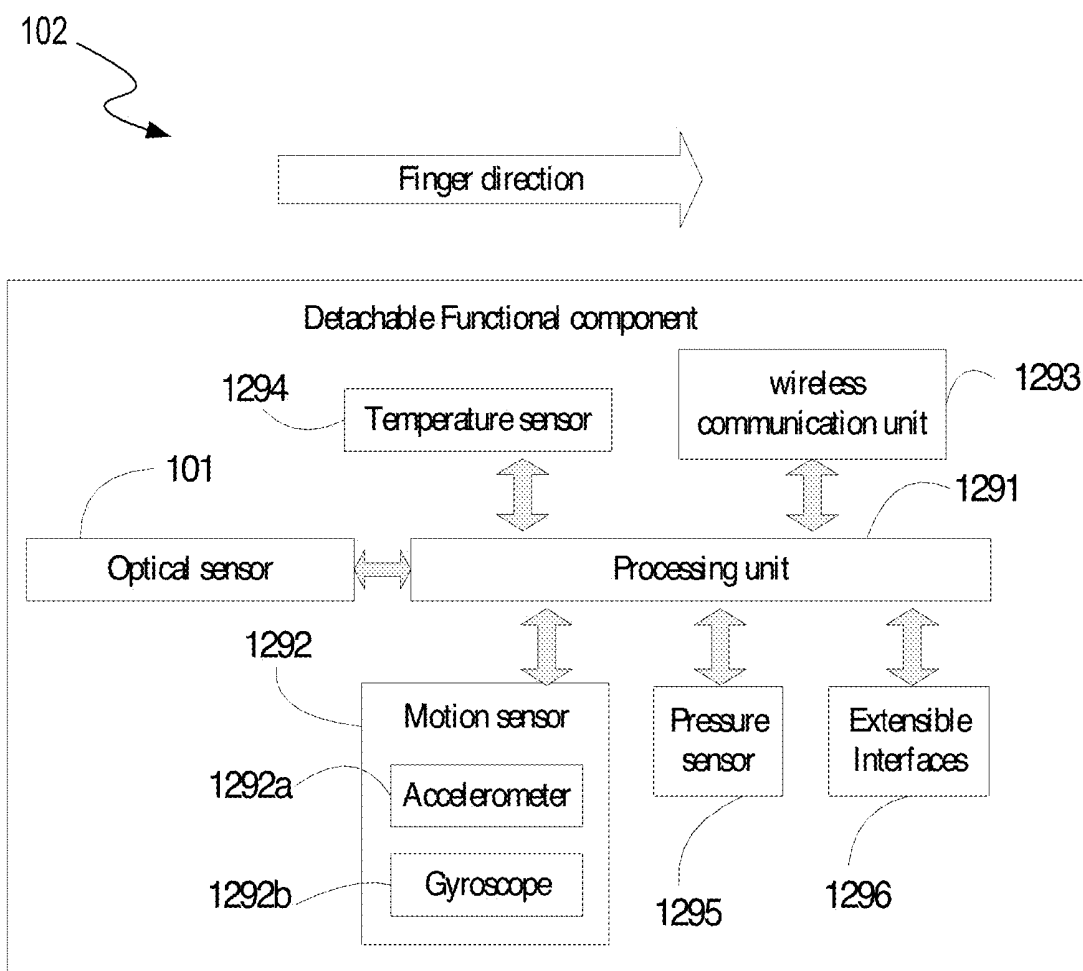 102
Finger direction
Detachable Functional component
1294
Temperature sensor
wireless
communication unit
1293
101
1291
Optical sensor
Processing unit
1292
Motion sensor
Pressure
sensor
Extensible
Interfaces
1292a
Accelerometer
1292b
Gyroscope
1295
1296